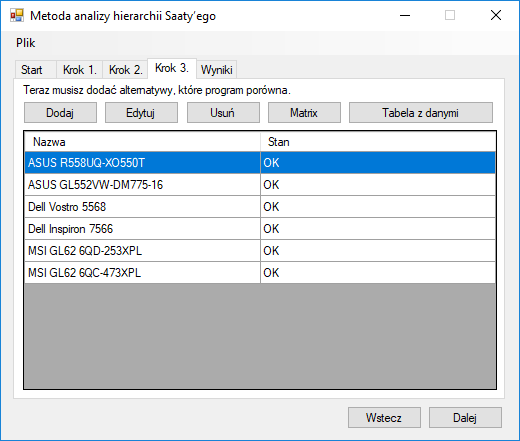 Metoda analizy hierarchii Saaty'ego
Plik
Start Krok 1. Krok 2. Krok 3. Wyniki
Teraz musisz dodać alternatywy, które program porówna.
Dodaj Edytuj Usuń Matrix Tabela z danymi
Nazwa Stan
ASUS R558UQ-XO550T OK
ASUS GL552VW-DM775-16 OK
Dell Vostro 5568 OK
Dell Inspiron 7566 OK
MSI GL62 6QD-253XPL OK
MSI GL62 6QC-473XPL OK
Wstecz Dalej